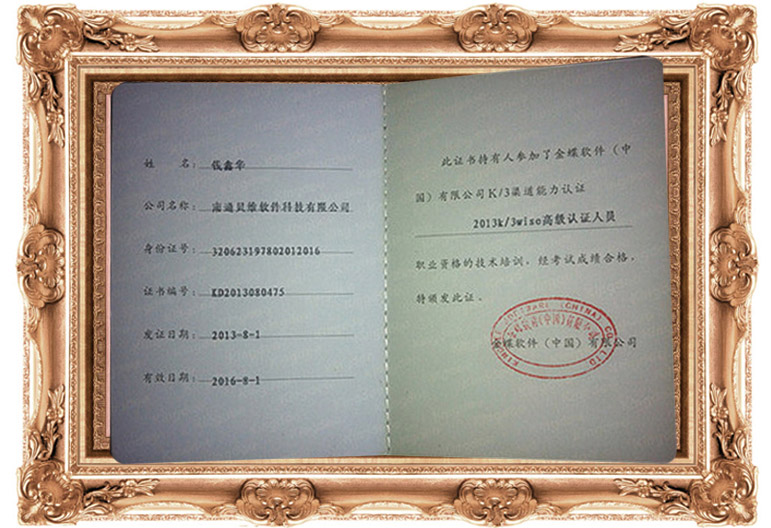 姓 名: 钱鑫华
公司名称: 南通昊维软件科技有限公司
身份证号: 320623197802012016
证书编号: KD2013080475
发证日期: 2013-8-1
有效日期: 2016-8-1
此证书持有人参加了金蝶软件(中
国)有限公司K/3渠道能力认证
2013k/3wise高级认证人员
职业资格的技术培训,经考试成绩合格,
特颁发此证。
金蝶软件(中国)有限公司